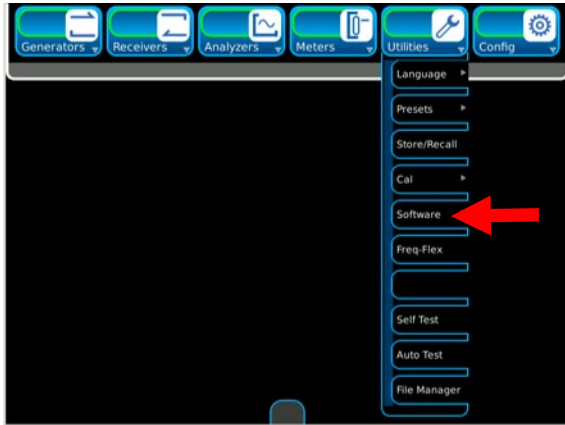 Generators
Receivers
Analyzers
Meters
Utilities
Config
Language
Presets
Store/Recall
Cal
Software
Freq-Flex
Self Test
Auto Test
File Manager